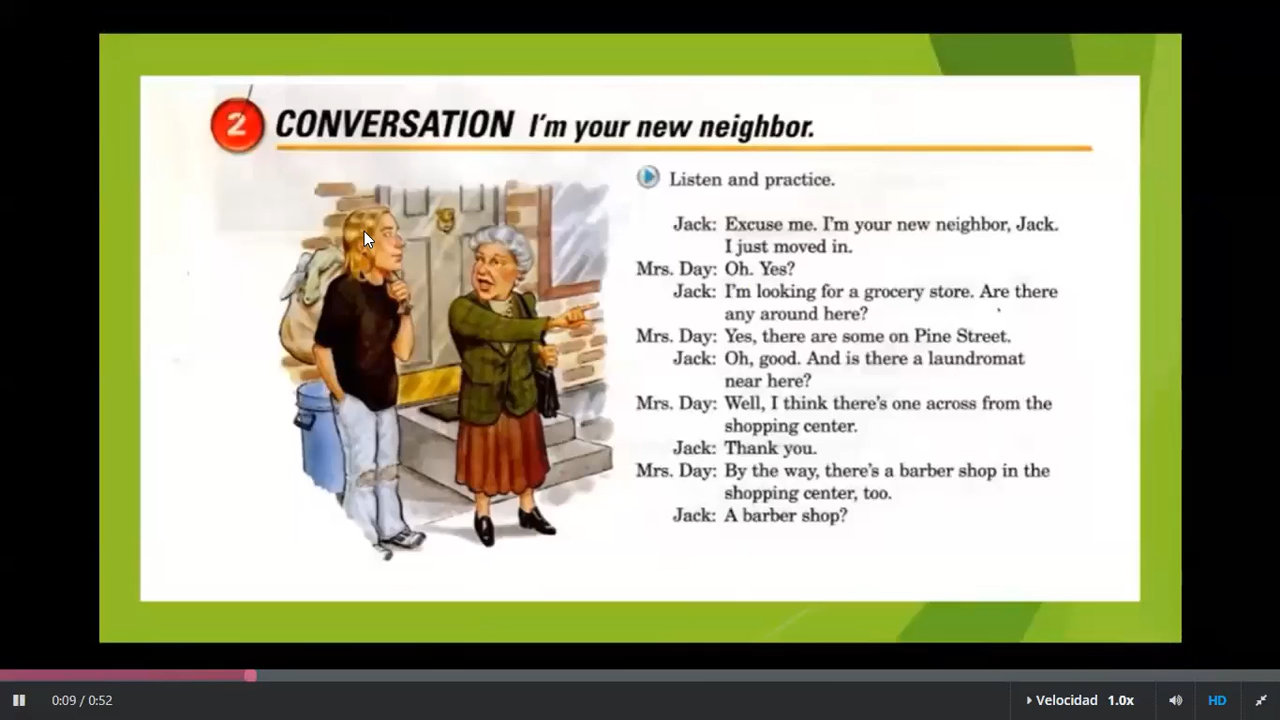 2 CONVERSATION I'm your new neighbor.
Listen and practice.
Jack: Excuse me. I'm your new neighbor, Jack.
I just moved in.
Mrs. Day: Oh. Yes?
Jack: I'm looking for a grocery store. Are there
any around here?
Mrs. Day: Yes, there are some on Pine Street.
Jack: Oh, good. And is there a laundromat
near here?
Mrs. Day: Well, I think there's one across from the
shopping center.
Jack: Thank you.
Mrs. Day: By the way, there's a barber shop in the
shopping center, too.
Jack: A barber shop?
0:09 / 0:52 Velocidad 1.0x HD